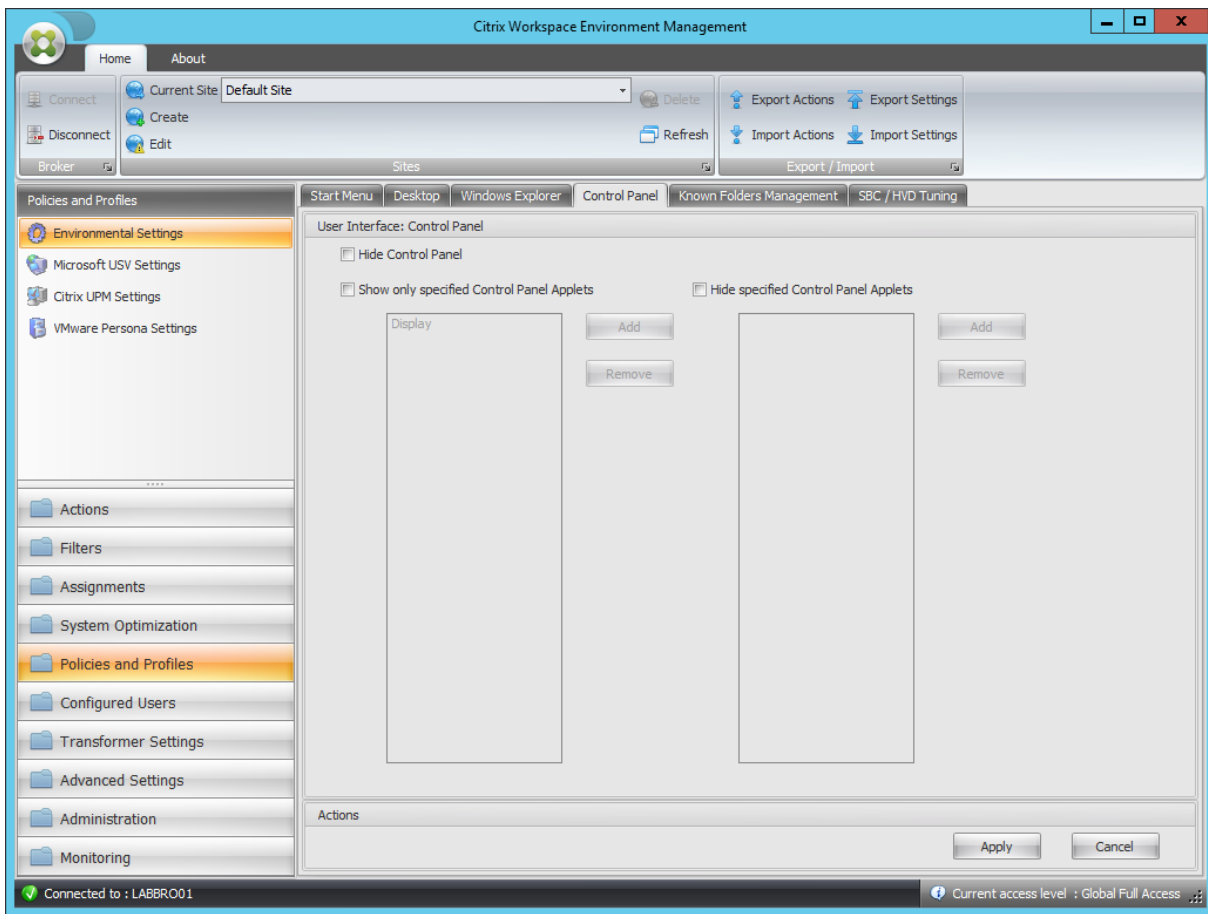 Citrix Workspace Environment Management
Home About
Connect
Disconnect
Broker
Current Site Default Site
Create
Edit
Delete
Refresh
Sites
Export Actions Export Settings
Import Actions Import Settings
Export / Import
Policies and Profiles
Environmental Settings
Microsoft USV Settings
Citrix UPM Settings
VMware Persona Settings
Actions
Filters
Assignments
System Optimization
Policies and Profiles
Configured Users
Transformer Settings
Advanced Settings
Administration
Monitoring
Start Menu Desktop Windows Explorer Control Panel Known Folders Management SBC / HVD Tuning
User Interface: Control Panel
Hide Control Panel
Show only specified Control Panel Applets Hide specified Control Panel Applets
Display Add Add
Remove Remove
Actions
Apply Cancel
Connected to : LABBRO01 Current access level : Global Full Access